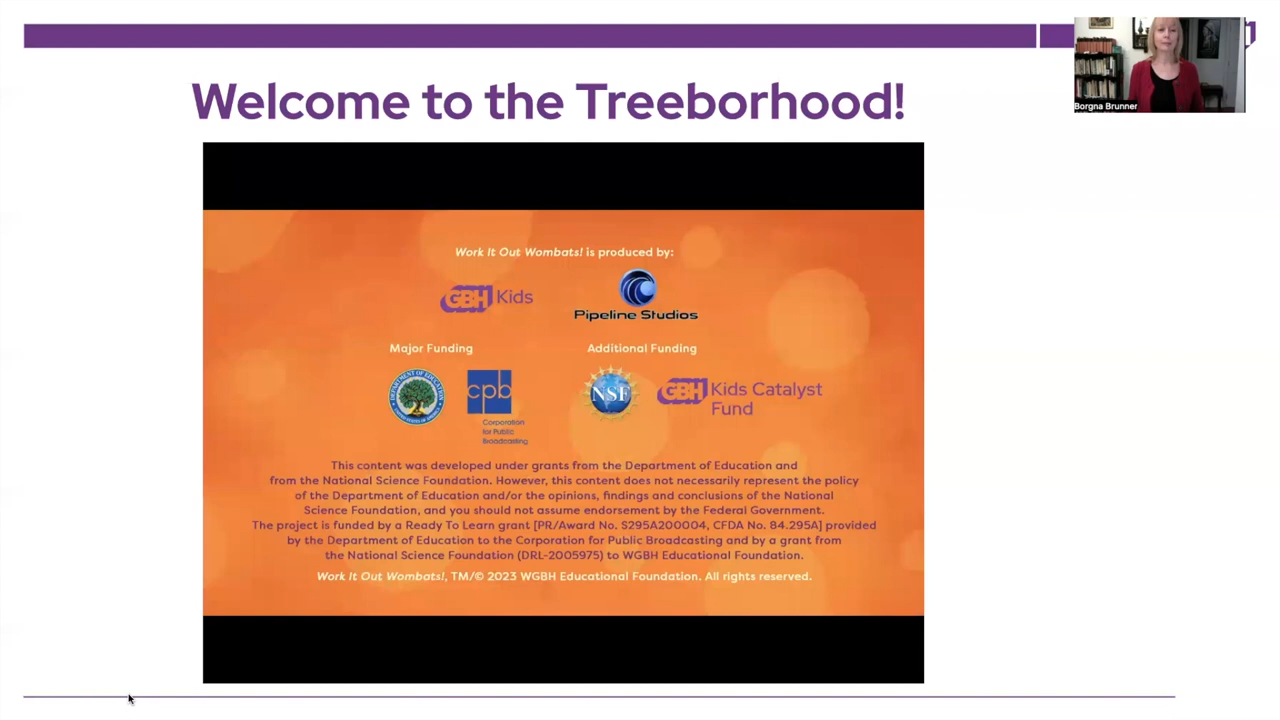 Welcome to the Treeborhood!
Borgna Brunner
Work It Out Wombats! is produced by:
GBH Kids
Pipeline Studios
Major Funding
Additional Funding
DEPARTMENT OF EDUCATION
UNITED STATES OF AMERICA
cpb
Corporation
for Public
Broadcasting
NSF
GBH Kids Catalyst
Fund
This content was developed under grants from the Department of Education and
from the National Science Foundation. However, this content does not necessarily represent the policy
of the Department of Education and/or the opinions, findings and conclusions of the National
Science Foundation, and you should not assume endorsement by the Federal Government.
The project is funded by a Ready To Learn grant [PR/Award No. S295A200004, CFDA No. 84.295A] provided
by the Department of Education to the Corporation for Public Broadcasting and by a grant from
the National Science Foundation (DRL-2005975) to WGBH Educational Foundation.
Work It Out Wombats!, TM/© 2023 WGBH Educational Foundation. All rights reserved.